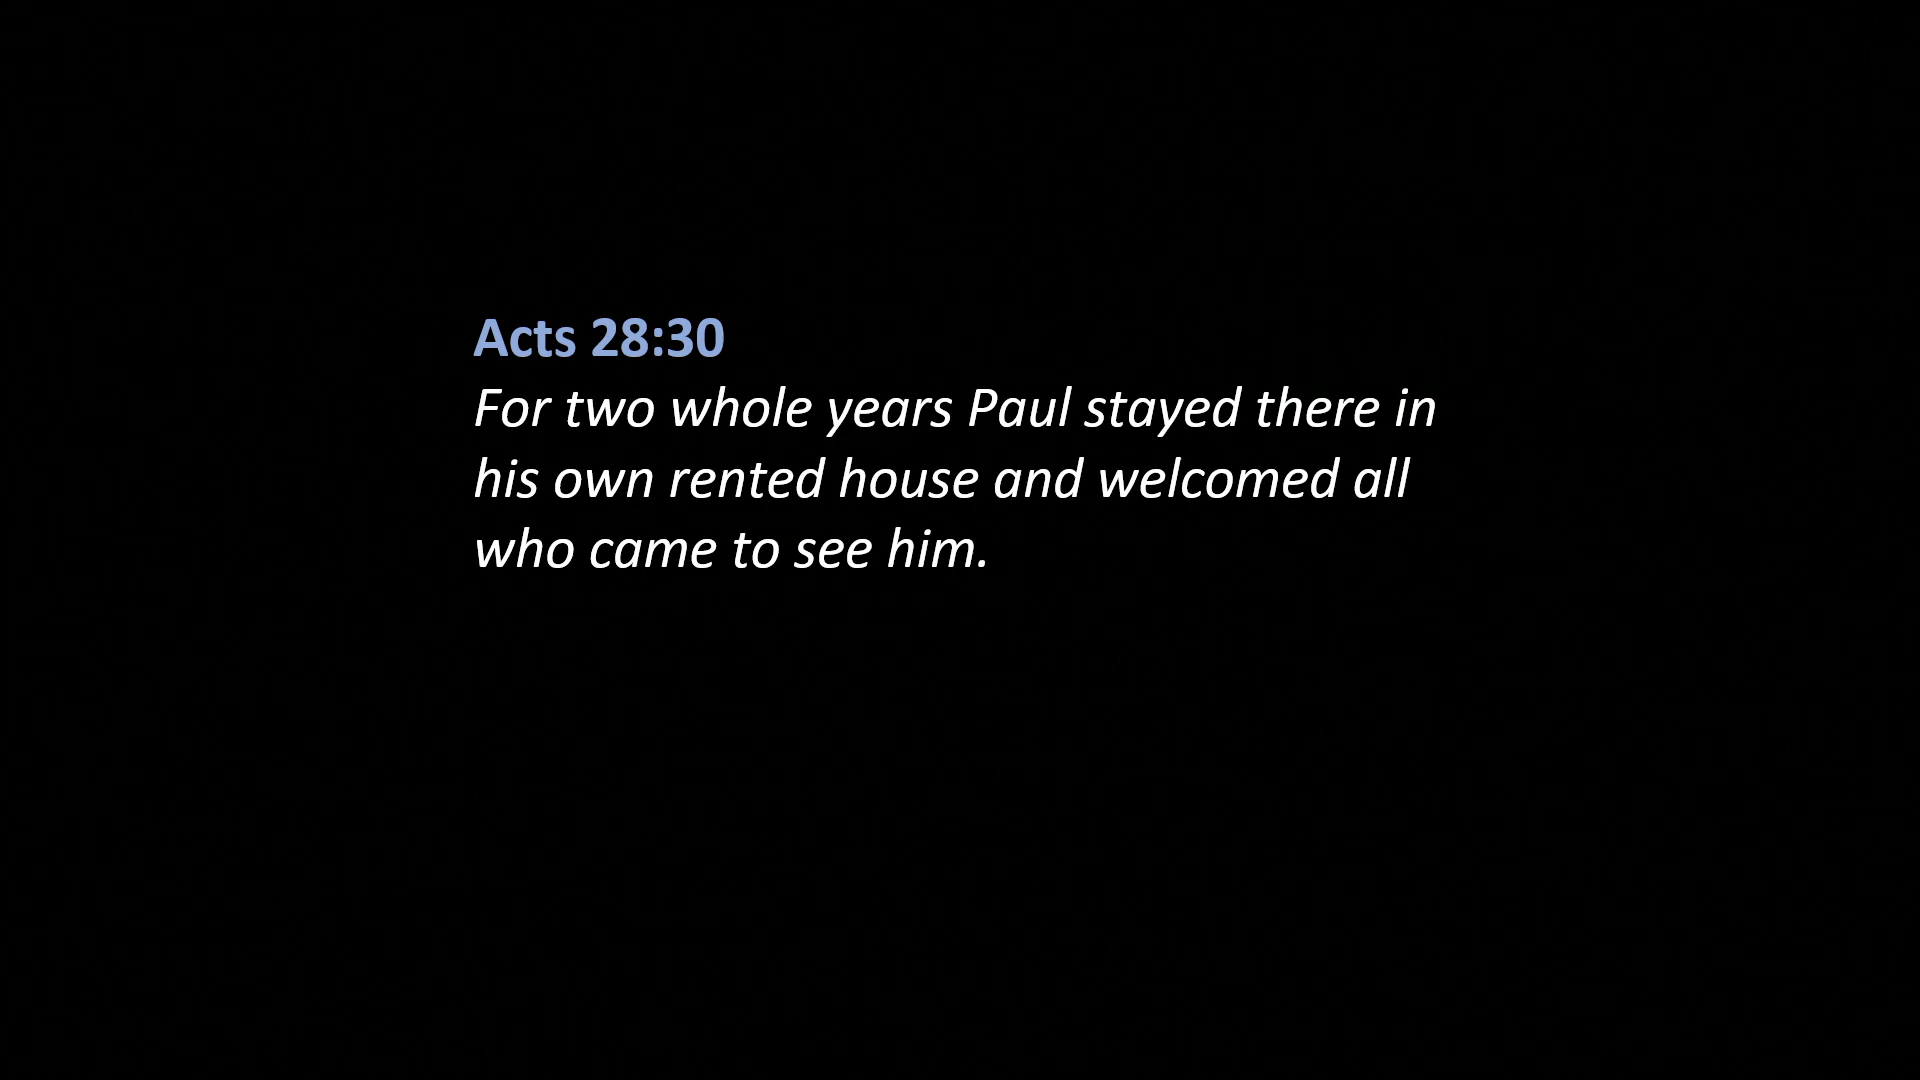 Acts 28:30
For two whole years Paul stayed there in
his own rented house and welcomed all
who came to see him.